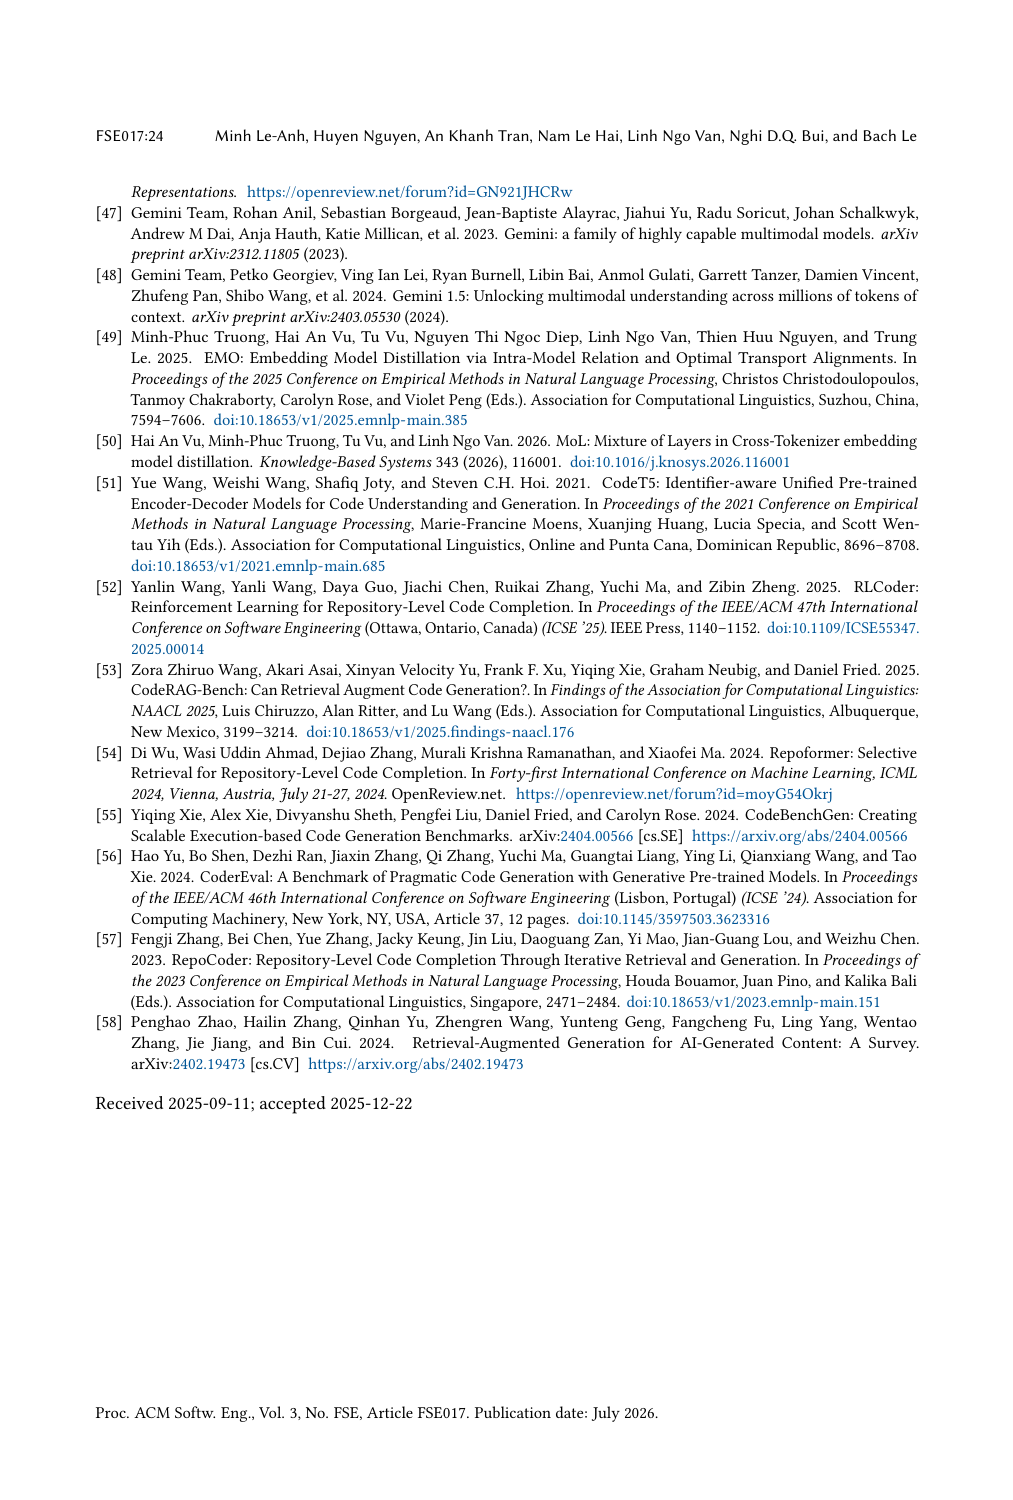 FSE017:24 Minh Le-Anh, Huyen Nguyen, An Khanh Tran, Nam Le Hai, Linh Ngo Van, Nghi D.Q. Bui, and Bach Le
Representations. https://openreview.net/forum?id=GN921JHCRw
[47] Gemini Team, Rohan Anil, Sebastian Borgeaud, Jean-Baptiste Alayrac, Jiahui Yu, Radu Soricut, Johan Schalkwyk,
Andrew M Dai, Anja Hauth, Katie Millican, et al. 2023. Gemini: a family of highly capable multimodal models. arXiv
preprint arXiv:2312.11805 (2023).
[48] Gemini Team, Petko Georgiev, Ving Ian Lei, Ryan Burnell, Libin Bai, Anmol Gulati, Garrett Tanzer, Damien Vincent,
Zhufeng Pan, Shibo Wang, et al. 2024. Gemini 1.5: Unlocking multimodal understanding across millions of tokens of
context. arXiv preprint arXiv:2403.05530 (2024).
[49] Minh-Phuc Truong, Hai An Vu, Tu Vu, Nguyen Thi Ngoc Diep, Linh Ngo Van, Thien Huu Nguyen, and Trung
Le. 2025. EMO: Embedding Model Distillation via Intra-Model Relation and Optimal Transport Alignments. In
Proceedings of the 2025 Conference on Empirical Methods in Natural Language Processing, Christos Christodoulopoulos,
Tanmoy Chakraborty, Carolyn Rose, and Violet Peng (Eds.). Association for Computational Linguistics, Suzhou, China,
7594–7606. doi:10.18653/v1/2025.emnlp-main.385
[50] Hai An Vu, Minh-Phuc Truong, Tu Vu, and Linh Ngo Van. 2026. MoL: Mixture of Layers in Cross-Tokenizer embedding
model distillation. Knowledge-Based Systems 343 (2026), 116001. doi:10.1016/j.knosys.2026.116001
[51] Yue Wang, Weishi Wang, Shafiq Joty, and Steven C.H. Hoi. 2021. CodeT5: Identifier-aware Unified Pre-trained
Encoder-Decoder Models for Code Understanding and Generation. In Proceedings of the 2021 Conference on Empirical
Methods in Natural Language Processing, Marie-Francine Moens, Xuanjing Huang, Lucia Specia, and Scott Wen-
tau Yih (Eds.). Association for Computational Linguistics, Online and Punta Cana, Dominican Republic, 8696–8708.
doi:10.18653/v1/2021.emnlp-main.685
[52] Yanlin Wang, Yanli Wang, Daya Guo, Jiachi Chen, Ruikai Zhang, Yuchi Ma, and Zibin Zheng. 2025. RLCoder:
Reinforcement Learning for Repository-Level Code Completion. In Proceedings of the IEEE/ACM 47th International
Conference on Software Engineering (Ottawa, Ontario, Canada) (ICSE ’25). IEEE Press, 1140–1152. doi:10.1109/ICSE55347.
2025.00014
[53] Zora Zhiruo Wang, Akari Asai, Xinyan Velocity Yu, Frank F. Xu, Yiqing Xie, Graham Neubig, and Daniel Fried. 2025.
CodeRAG-Bench: Can Retrieval Augment Code Generation?. In Findings of the Association for Computational Linguistics:
NAACL 2025, Luis Chiruzzo, Alan Ritter, and Lu Wang (Eds.). Association for Computational Linguistics, Albuquerque,
New Mexico, 3199–3214. doi:10.18653/v1/2025.findings-naacl.176
[54] Di Wu, Wasi Uddin Ahmad, Dejiao Zhang, Murali Krishna Ramanathan, and Xiaofei Ma. 2024. Repoformer: Selective
Retrieval for Repository-Level Code Completion. In Forty-first International Conference on Machine Learning, ICML
2024, Vienna, Austria, July 21-27, 2024. OpenReview.net. https://openreview.net/forum?id=moyG54Okrj
[55] Yiqing Xie, Alex Xie, Divyanshu Sheth, Pengfei Liu, Daniel Fried, and Carolyn Rose. 2024. CodeBenchGen: Creating
Scalable Execution-based Code Generation Benchmarks. arXiv:2404.00566 [cs.SE] https://arxiv.org/abs/2404.00566
[56] Hao Yu, Bo Shen, Dezhi Ran, Jiaxin Zhang, Qi Zhang, Yuchi Ma, Guangtai Liang, Ying Li, Qianxiang Wang, and Tao
Xie. 2024. CoderEval: A Benchmark of Pragmatic Code Generation with Generative Pre-trained Models. In Proceedings
of the IEEE/ACM 46th International Conference on Software Engineering (Lisbon, Portugal) (ICSE ’24). Association for
Computing Machinery, New York, NY, USA, Article 37, 12 pages. doi:10.1145/3597503.3623316
[57] Fengji Zhang, Bei Chen, Yue Zhang, Jacky Keung, Jin Liu, Daoguang Zan, Yi Mao, Jian-Guang Lou, and Weizhu Chen.
2023. RepoCoder: Repository-Level Code Completion Through Iterative Retrieval and Generation. In Proceedings of
the 2023 Conference on Empirical Methods in Natural Language Processing, Houda Bouamor, Juan Pino, and Kalika Bali
(Eds.). Association for Computational Linguistics, Singapore, 2471–2484. doi:10.18653/v1/2023.emnlp-main.151
[58] Penghao Zhao, Hailin Zhang, Qinhan Yu, Zhengren Wang, Yunteng Geng, Fangcheng Fu, Ling Yang, Wentao
Zhang, Jie Jiang, and Bin Cui. 2024. Retrieval-Augmented Generation for AI-Generated Content: A Survey.
arXiv:2402.19473 [cs.CV] https://arxiv.org/abs/2402.19473
Received 2025-09-11; accepted 2025-12-22
Proc. ACM Softw. Eng., Vol. 3, No. FSE, Article FSE017. Publication date: July 2026.